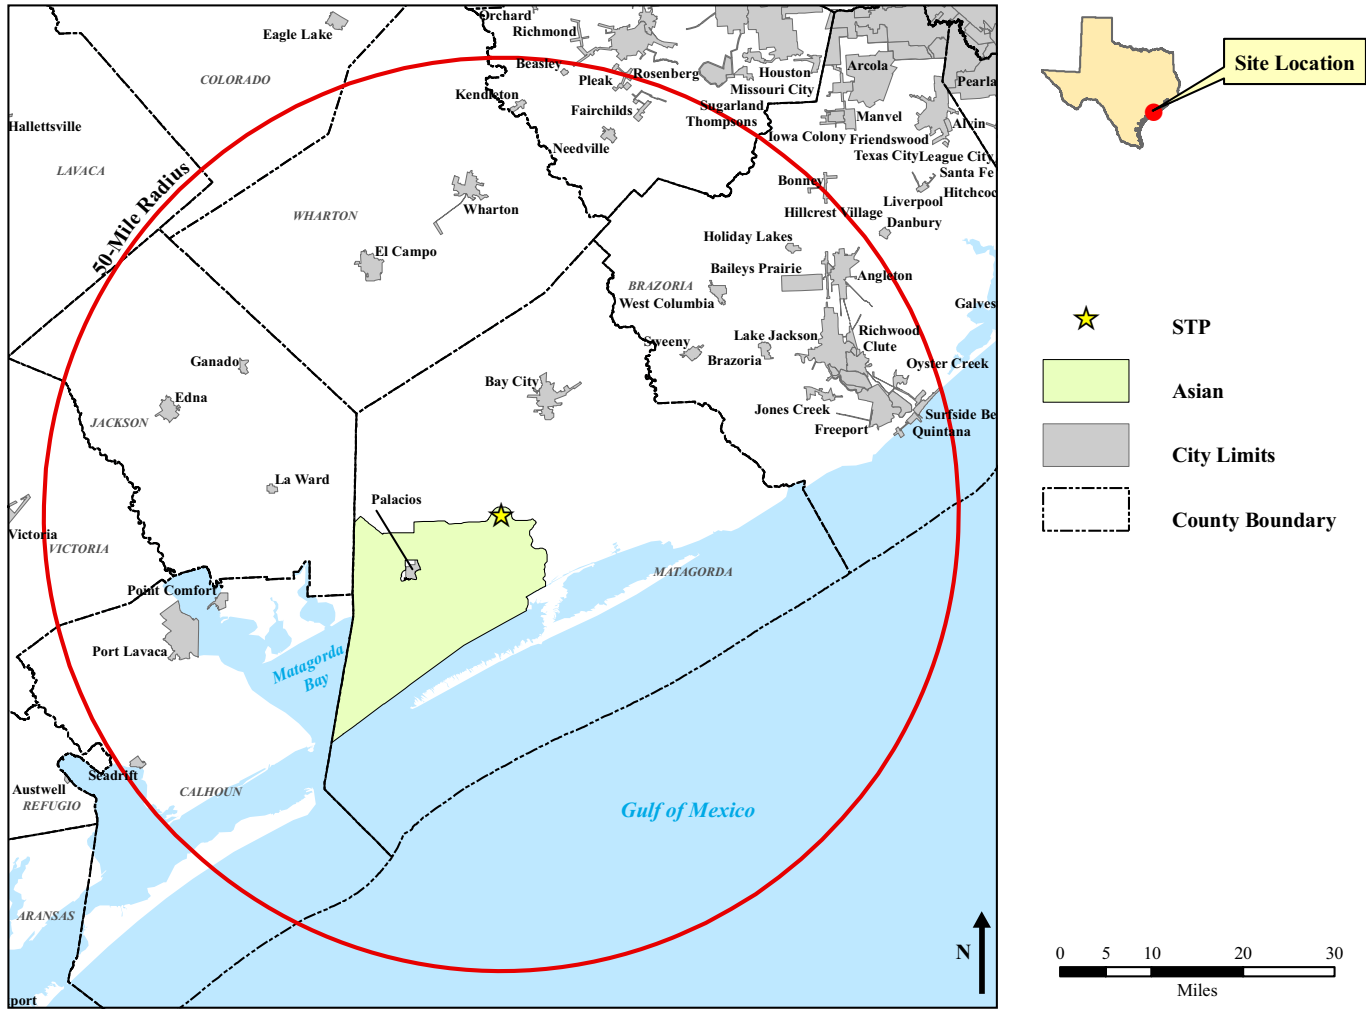 Orchard
Richmond
Eagle Lake
Beasley
Rosenberg
Pleak
Houston
Arcola
COLORADO
Missouri City
Pearla
Kendleton
Fairchilds
Sugarland
Thompsons
Manvel
Alvin
Hallettsville
Iowa Colony
Friendswood
Needville
Texas City
League City
LAVACA
Santa Fe
Bonney
Hitchcoc
50-Mile Radius
Liverpool
WHARTON
Wharton
Hillcrest Village
Danbury
Holiday Lakes
El Campo
Baileys Prairie
Angleton
BRAZORIA
West Columbia
Galves
Sweeny
Lake Jackson
Richwood
Clute
Ganado
Brazoria
Oyster Creek
Bay City
Edna
JACKSON
Jones Creek
Surfside Be
Freeport
Quintana
La Ward
Palacios
Victoria
VICTORIA
MATAGORDA
Point Comfort
Port Lavaca
Matagorda
Bay
Seadrift
Austwell
REFUGIO
CALHOUN
Gulf of Mexico
ARANSAS
port
N
Site Location
STP
Asian
City Limits
County Boundary
0 5 10 20 30
Miles